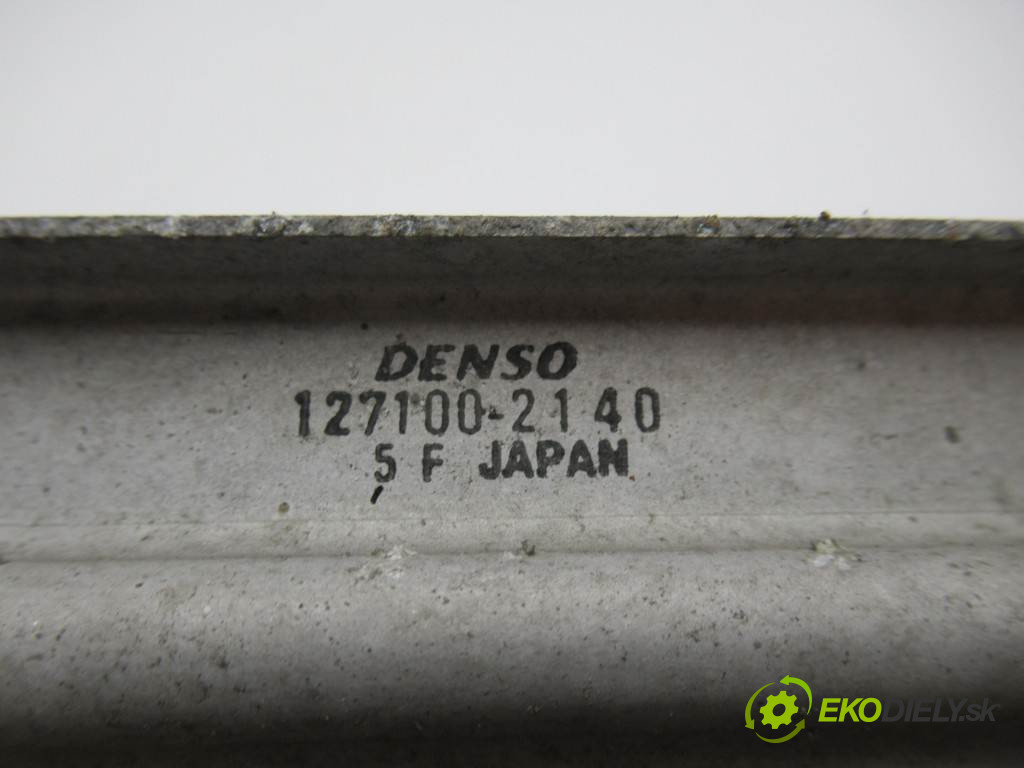 DENSO
127100-2140
5 F JAPAN
EKODIELY.sk